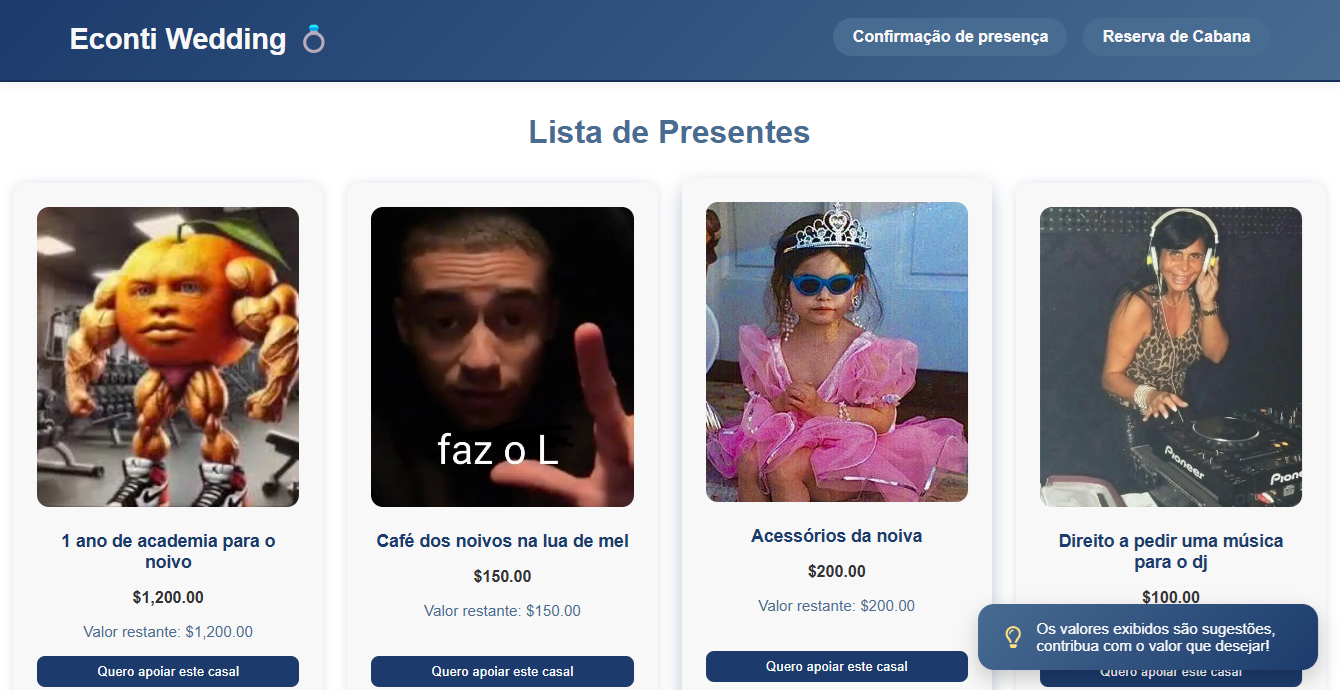 Econti Wedding
Confirmação de presença
Reserva de Cabana
Lista de Presentes
faz o L
Pioneer
Pione
1 ano de academia para o
noivo
$1,200.00
Valor restante: $1,200.00
Quero apoiar este casal
Café dos noivos na lua de mel
$150.00
Valor restante: $150.00
Quero apoiar este casal
Acessórios da noiva
$200.00
Valor restante: $200.00
Quero apoiar este casal
Direito a pedir uma música
para o dj
$100.00
Quero apoiar este casal
Os valores exibidos são sugestões,
contribua com o valor que desejar!